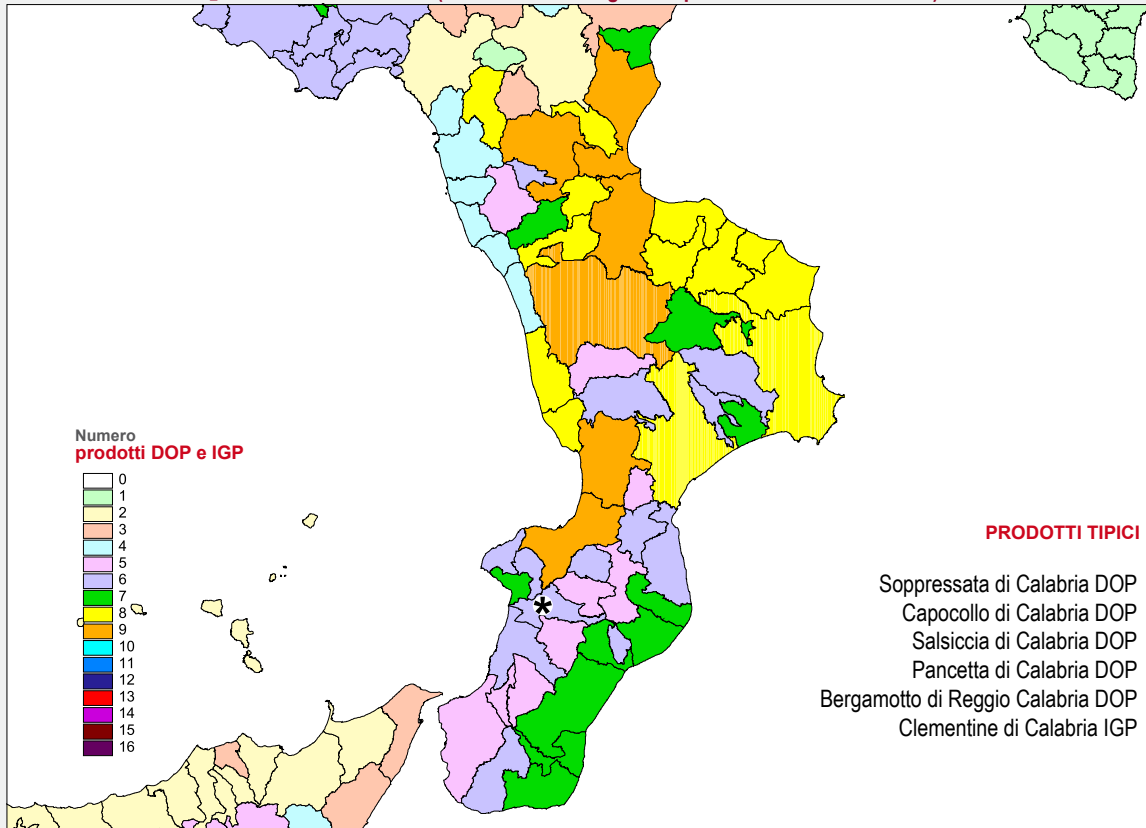 Numero
prodotti DOP e IGP
0
1
2
3
4
5
6
7
8
9
10
11
12
13
14
15
16
*
PRODOTTI TIPICI
Soppressata di Calabria DOP
Capocollo di Calabria DOP
Salsiccia di Calabria DOP
Pancetta di Calabria DOP
Bergamotto di Reggio Calabria DOP
Clementine di Calabria IGP